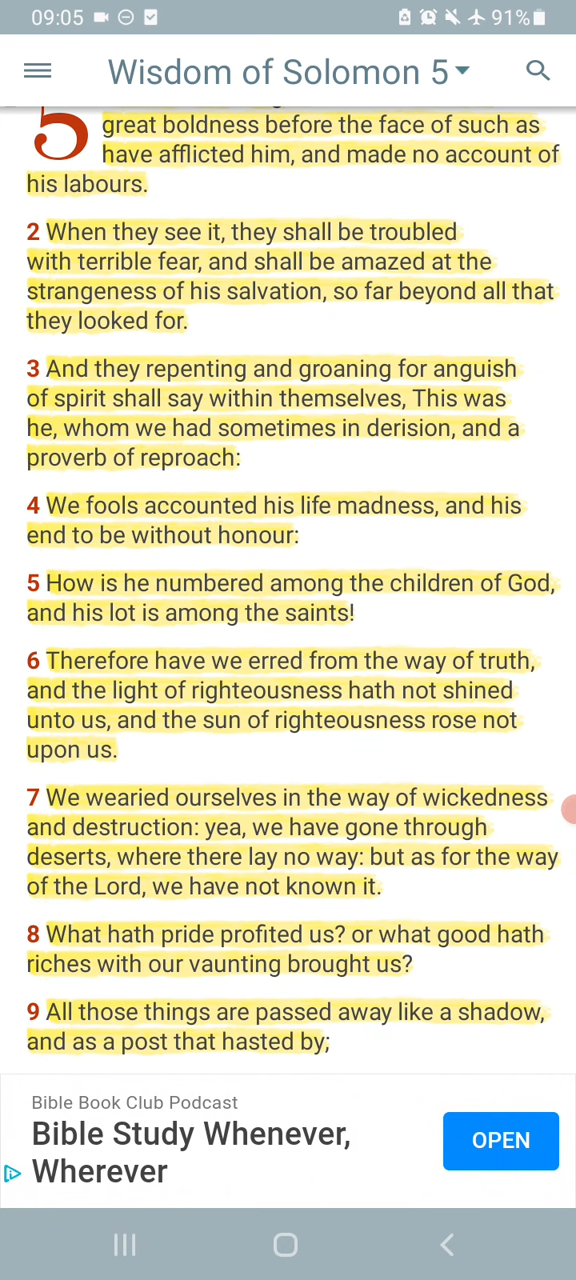 09:05 91%
Wisdom of Solomon 5
5 great boldness before the face of such as
have afflicted him, and made no account of
his labours.
2 When they see it, they shall be troubled
with terrible fear, and shall be amazed at the
strangeness of his salvation, so far beyond all that
they looked for.
3 And they repenting and groaning for anguish
of spirit shall say within themselves, This was
he, whom we had sometimes in derision, and a
proverb of reproach:
4 We fools accounted his life madness, and his
end to be without honour:
5 How is he numbered among the children of God,
and his lot is among the saints!
6 Therefore have we erred from the way of truth,
and the light of righteousness hath not shined
unto us, and the sun of righteousness rose not
upon us.
7 We wearied ourselves in the way of wickedness
and destruction: yea, we have gone through
deserts, where there lay no way: but as for the way
of the Lord, we have not known it.
8 What hath pride profited us? or what good hath
riches with our vaunting brought us?
9 All those things are passed away like a shadow,
and as a post that hasted by;
Bible Book Club Podcast
Bible Study Whenever,
Wherever
OPEN